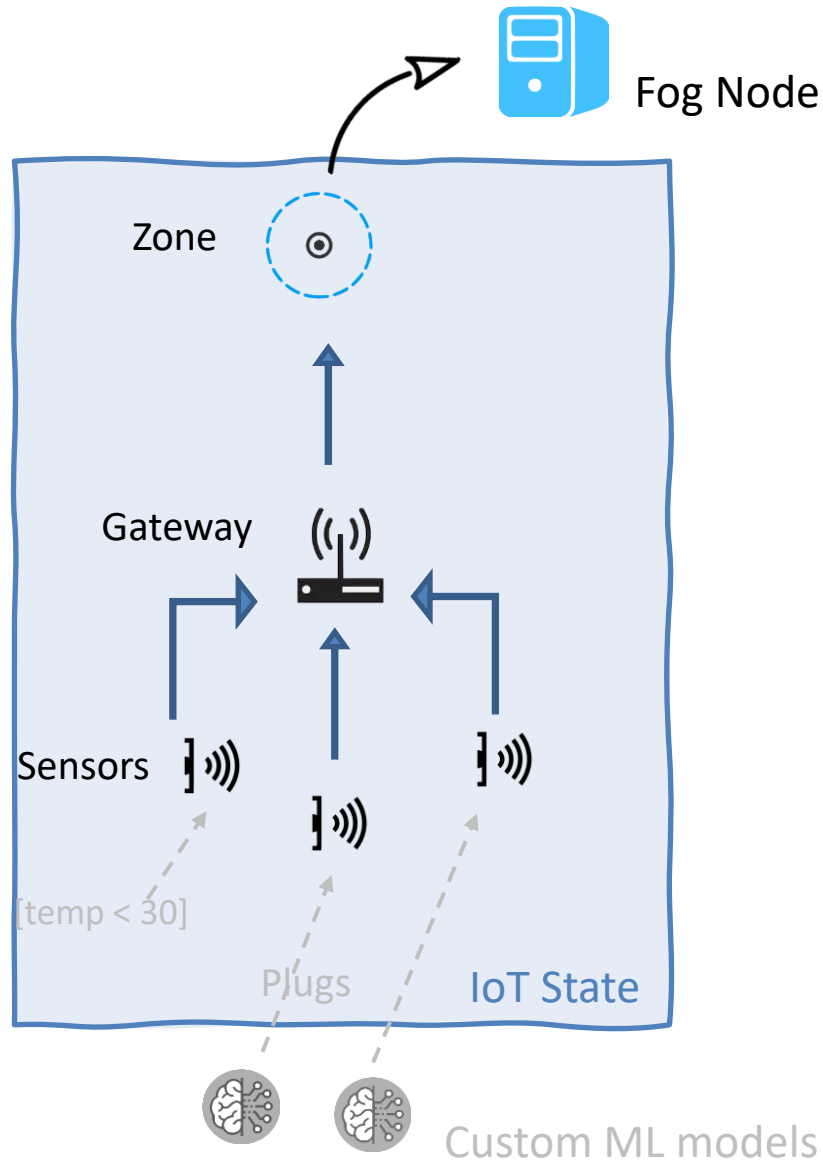 Fog Node
Zone
Gateway
Sensors
[temp < 30]
Plugs
IoT State
Custom ML models